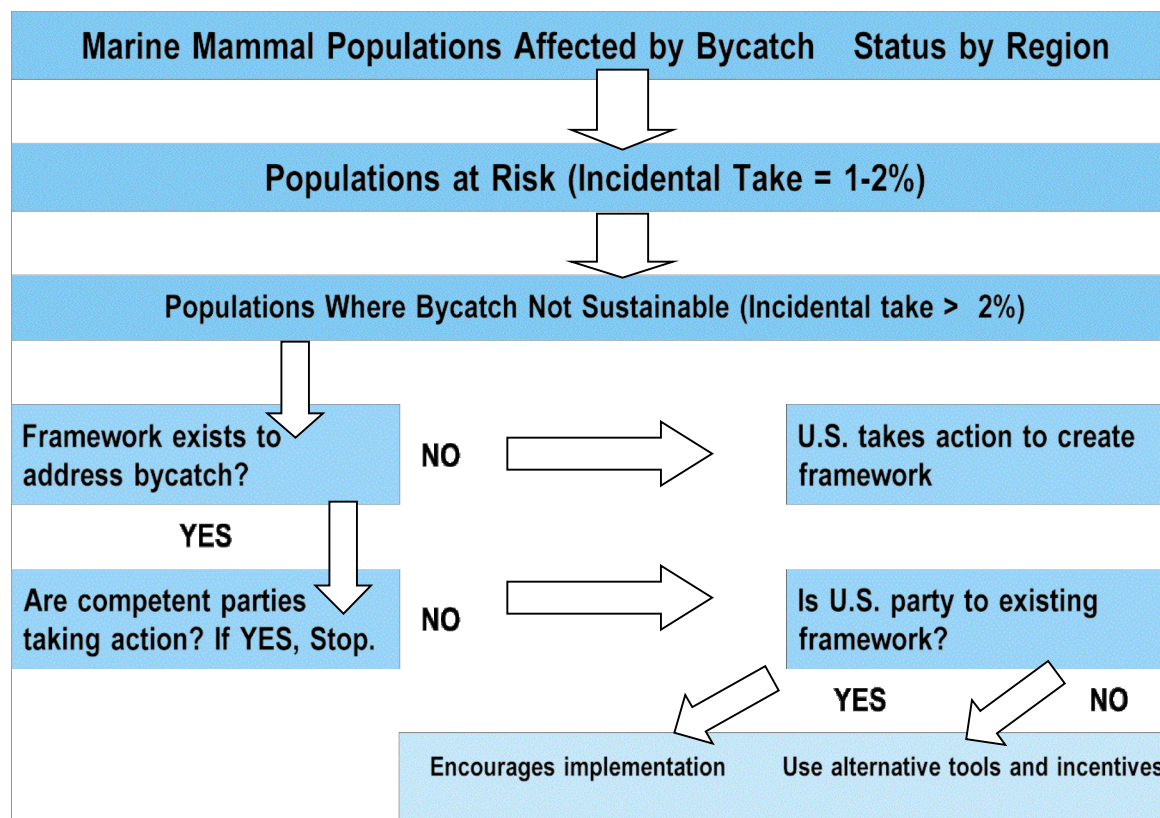 Marine Mammal Populations Affected by Bycatch Status by Region
Populations at Risk (Incidental Take = 1-2%)
Populations Where Bycatch Not Sustainable (Incidental take > 2%)
Framework exists to
address bycatch?
NO
U.S. takes action to create
framework
YES
Are competent parties
taking action? If YES, Stop.
NO
Is U.S. party to existing
framework?
YES
NO
Encourages implementation
Use alternative tools and incentives